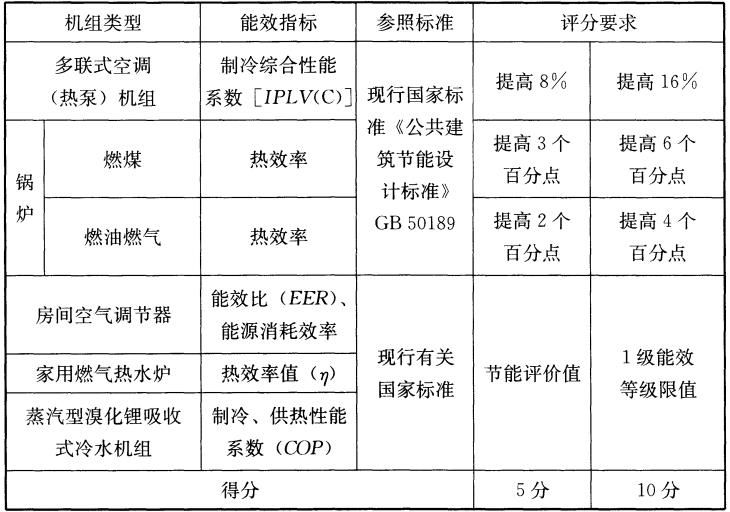 机组类型 能效指标 参照标准 评分要求
多联式空调
（热泵）机组
制冷综合性能
系数［IPLV(C)］
现行国家标
准《公共建
筑节能设
计标准》
GB 50189
提高 8%
提高 16%
锅
炉
燃煤
热效率
提高 3 个
百分点
提高 6 个
百分点
燃油燃气
热效率
提高 2 个
百分点
提高 4 个
百分点
房间空气调节器
能效比（EER）、
能源消耗效率
现行有关
国家标准
节能评价值
1 级能效
等级限值
家用燃气热水炉
热效率值（η）
蒸汽型溴化锂吸收
式冷水机组
制冷、供热性能
系数（COP）
得分 5 分 10 分